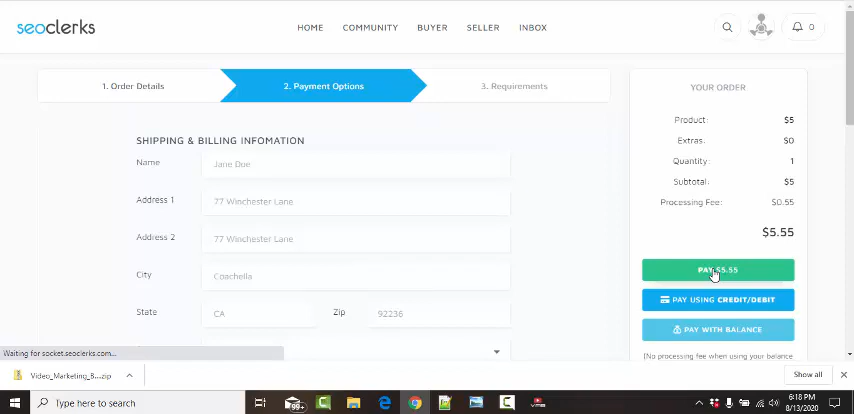 seoclerks
HOME COMMUNITY BUYER SELLER INBOX
0
1. Order Details
2. Payment Options
3. Requirements
SHIPPING & BILLING INFOMATION
Name Jane Doe
Address 1 77 Winchester Lane
Address 2 77 Winchester Lane
City Coachella
State CA Zip 92236
YOUR ORDER
Product: $5
Extras: $0
Quantity: 1
Subtotal: $5
Processing Fee: $0.55
$5.55
PAY $5.55
PAY USING CREDIT/DEBIT
PAY WITH BALANCE
(No processing fee when using your balance
Waiting for socket.seoclerks.com...
Video_Marketing_B....zip
Show all
Type here to search
99+
6:18 PM
8/13/2020